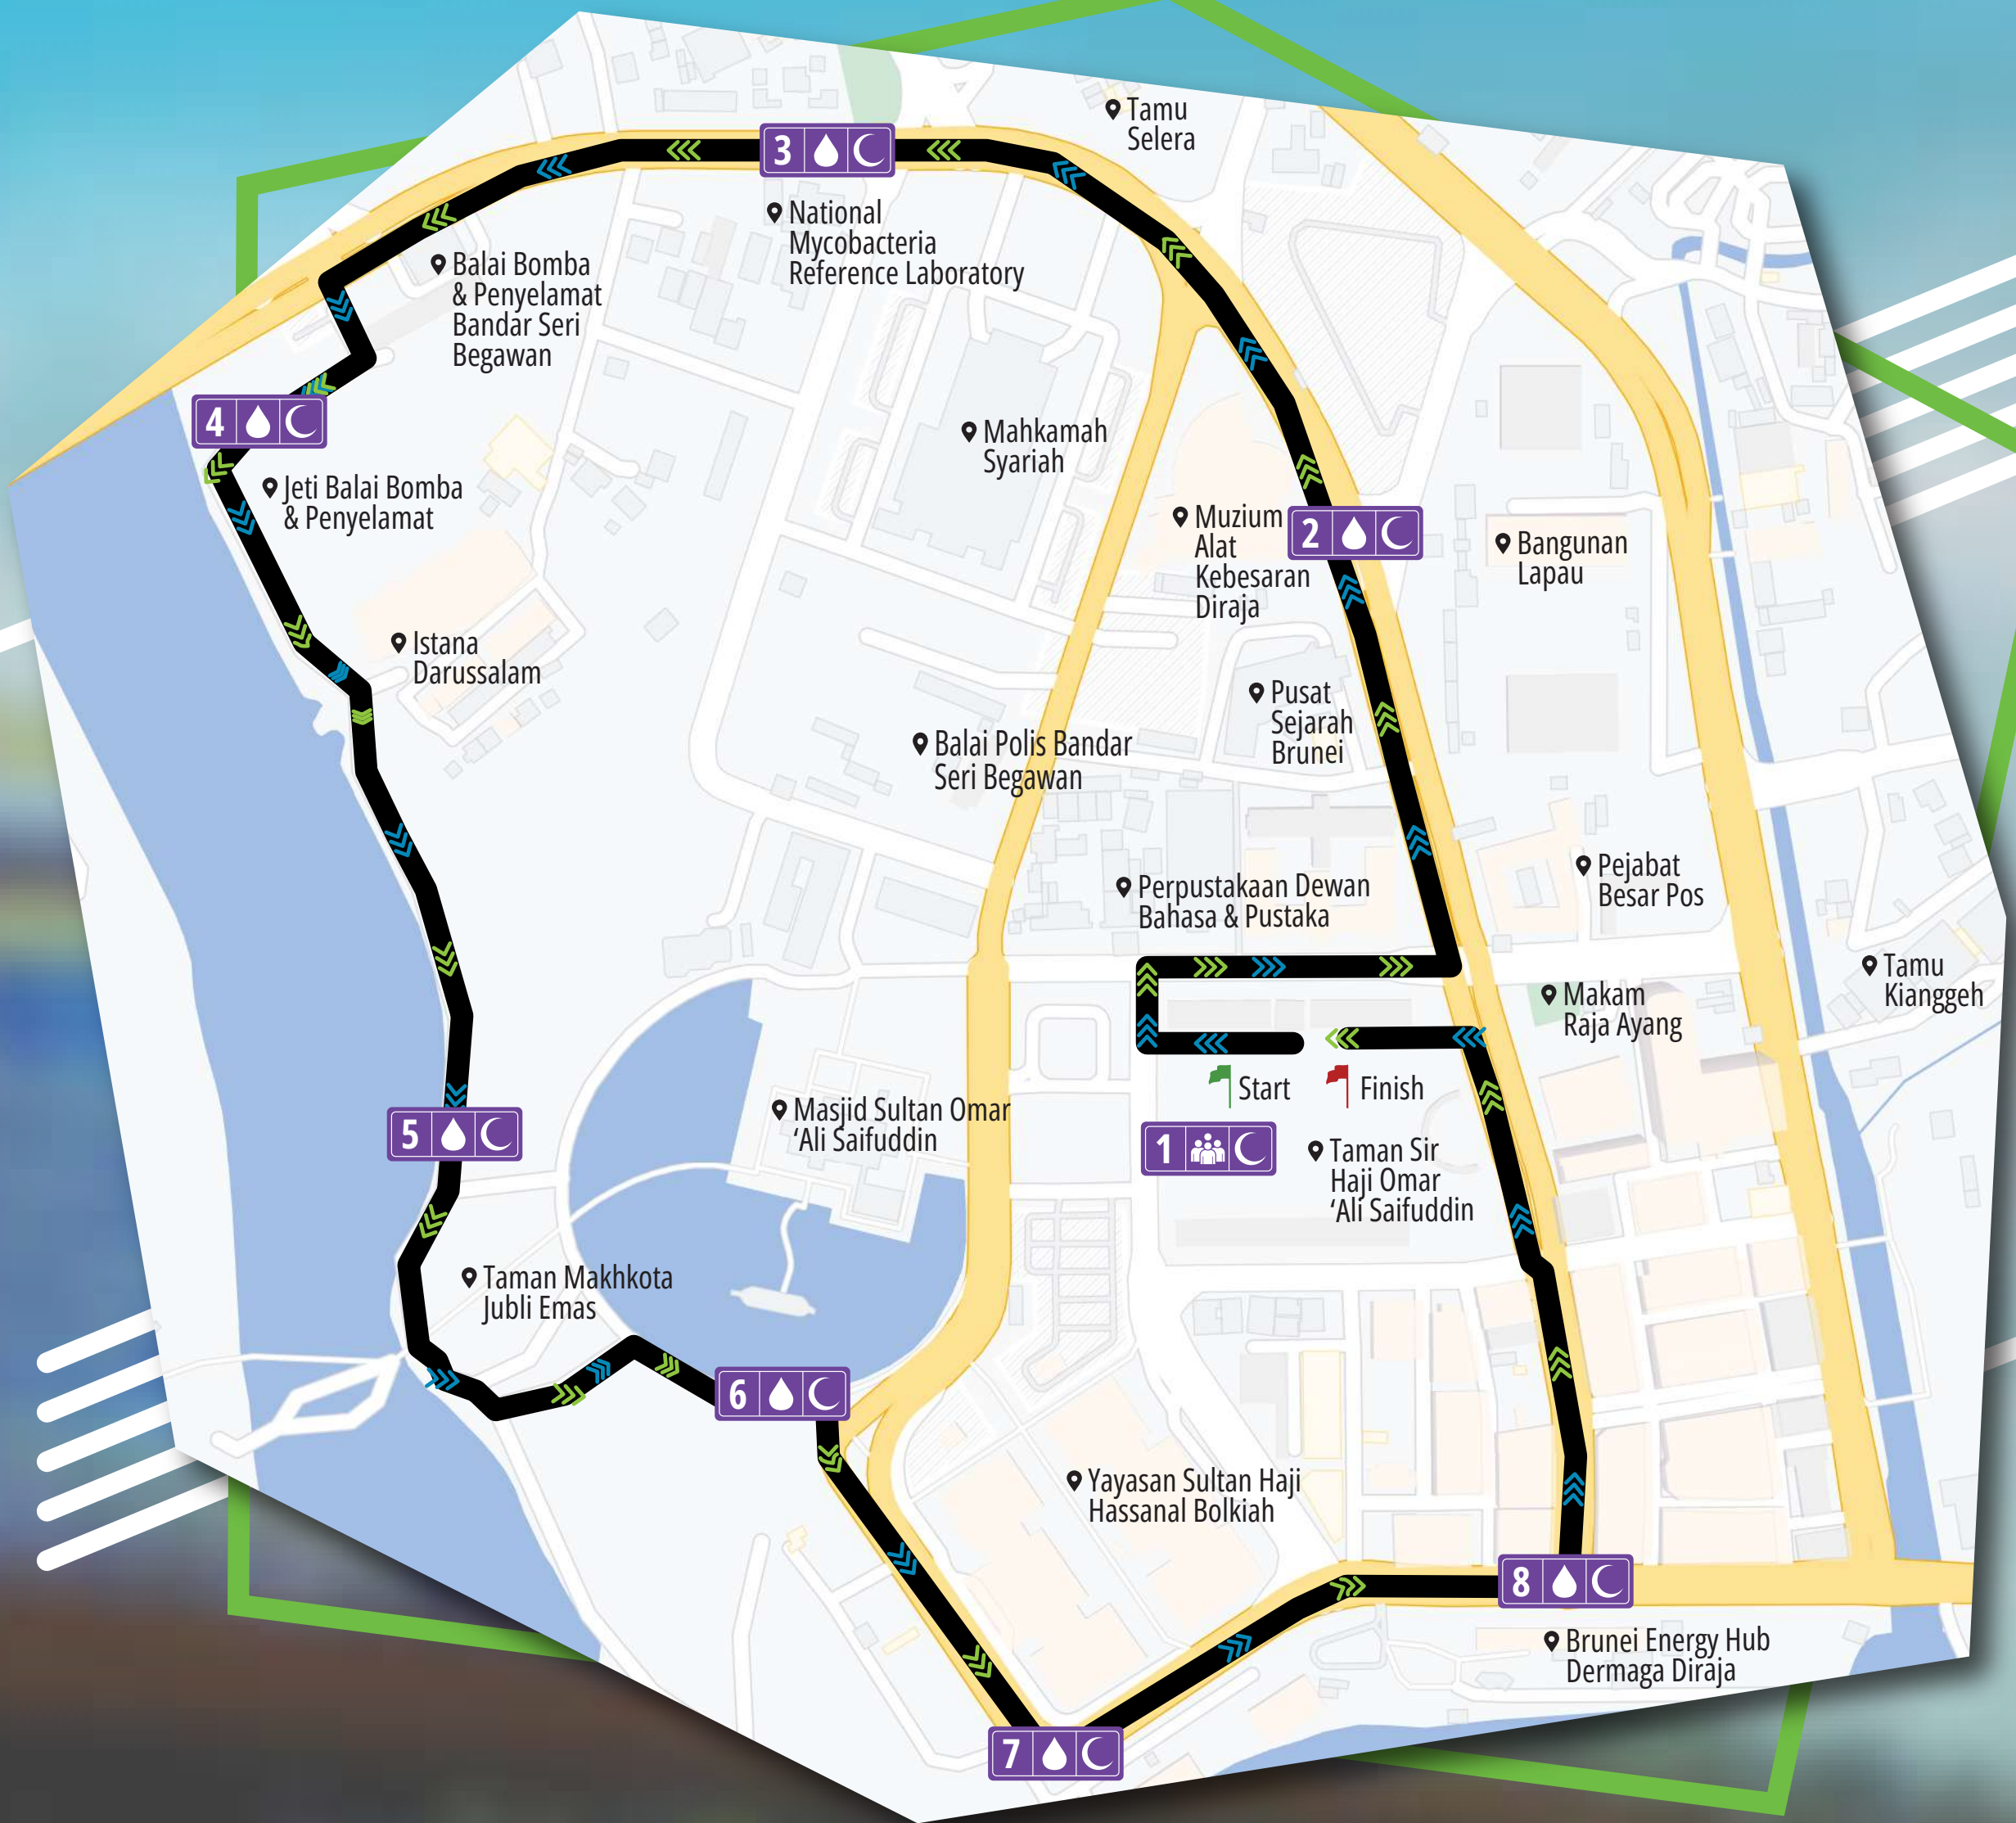 Tamu
Selera
3
National
Mycobacteria
Reference Laboratory
Balai Bomba
& Penyelamat
Bandar Seri
Begawan
4
Jeti Balai Bomba
& Penyelamat
Mahkamah
Syariah
Muzium
Alat
Kebesaran
Diraja
2
Bangunan
Lapau
Istana
Darussalam
Pusat
Sejarah
Brunei
Balai Polis Bandar
Seri Begawan
Perpustakaan Dewan
Bahasa & Pustaka
Pejabat
Besar Pos
Tamu
Kianggeh
Makam
Raja Ayang
Start
Finish
Masjid Sultan Omar
‘Ali Saifuddin
5
1
Taman Sir
Haji Omar
‘Ali Saifuddin
Taman Makhkota
Jubli Emas
6
Yayasan Sultan Haji
Hassanal Bolkiah
8
Brunei Energy Hub
Dermaga Diraja
7